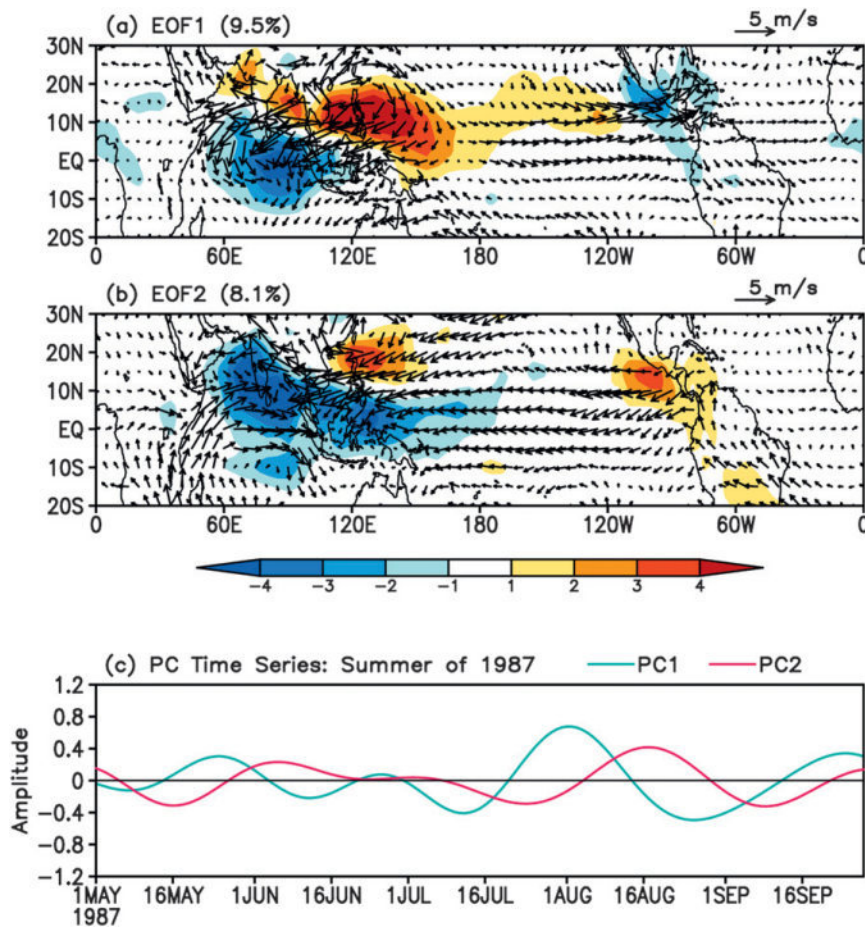 (a) EOF1 (9.5%) 5 m/s
30N
20N
10N
EQ
10S
20S
0 60E 120E 180 120W 60W 0
(b) EOF2 (8.1%) 5 m/s
30N
20N
10N
EQ
10S
20S
0 60E 120E 180 120W 60W 0
−4 −3 −2 −1 1 2 3 4
(c) PC Time Series: Summer of 1987 PC1 PC2
1.2
0.8
0.4
0
−0.4
−0.8
−1.2
Amplitude
1MAY 16MAY 1JUN 16JUN 1JUL 16JUL 1AUG 16AUG 1SEP 16SEP
1987